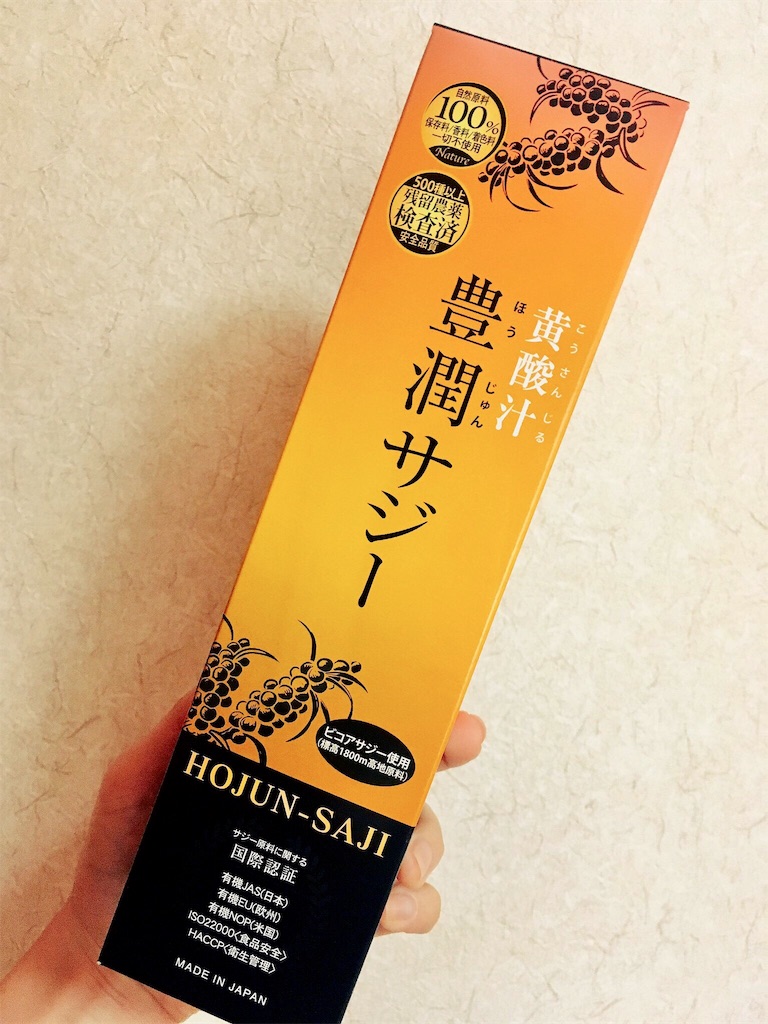 自然原料
100%
保存料/香料/着色料
一切不使用
Nature
500種以上
残留農薬
検査済
安全品質
黄酸汁
こうさんじる
豊潤サジー
ほうじゅん
ピコアサジー使用
(標高1800m高地原料)
HOJUN-SAJI
サジー原料に関する
国際認証
有機JAS(日本)
有機EU(欧州)
有機NOP(米国)
ISO22000〈食品安全〉
HACCP〈衛生管理〉
MADE IN JAPAN